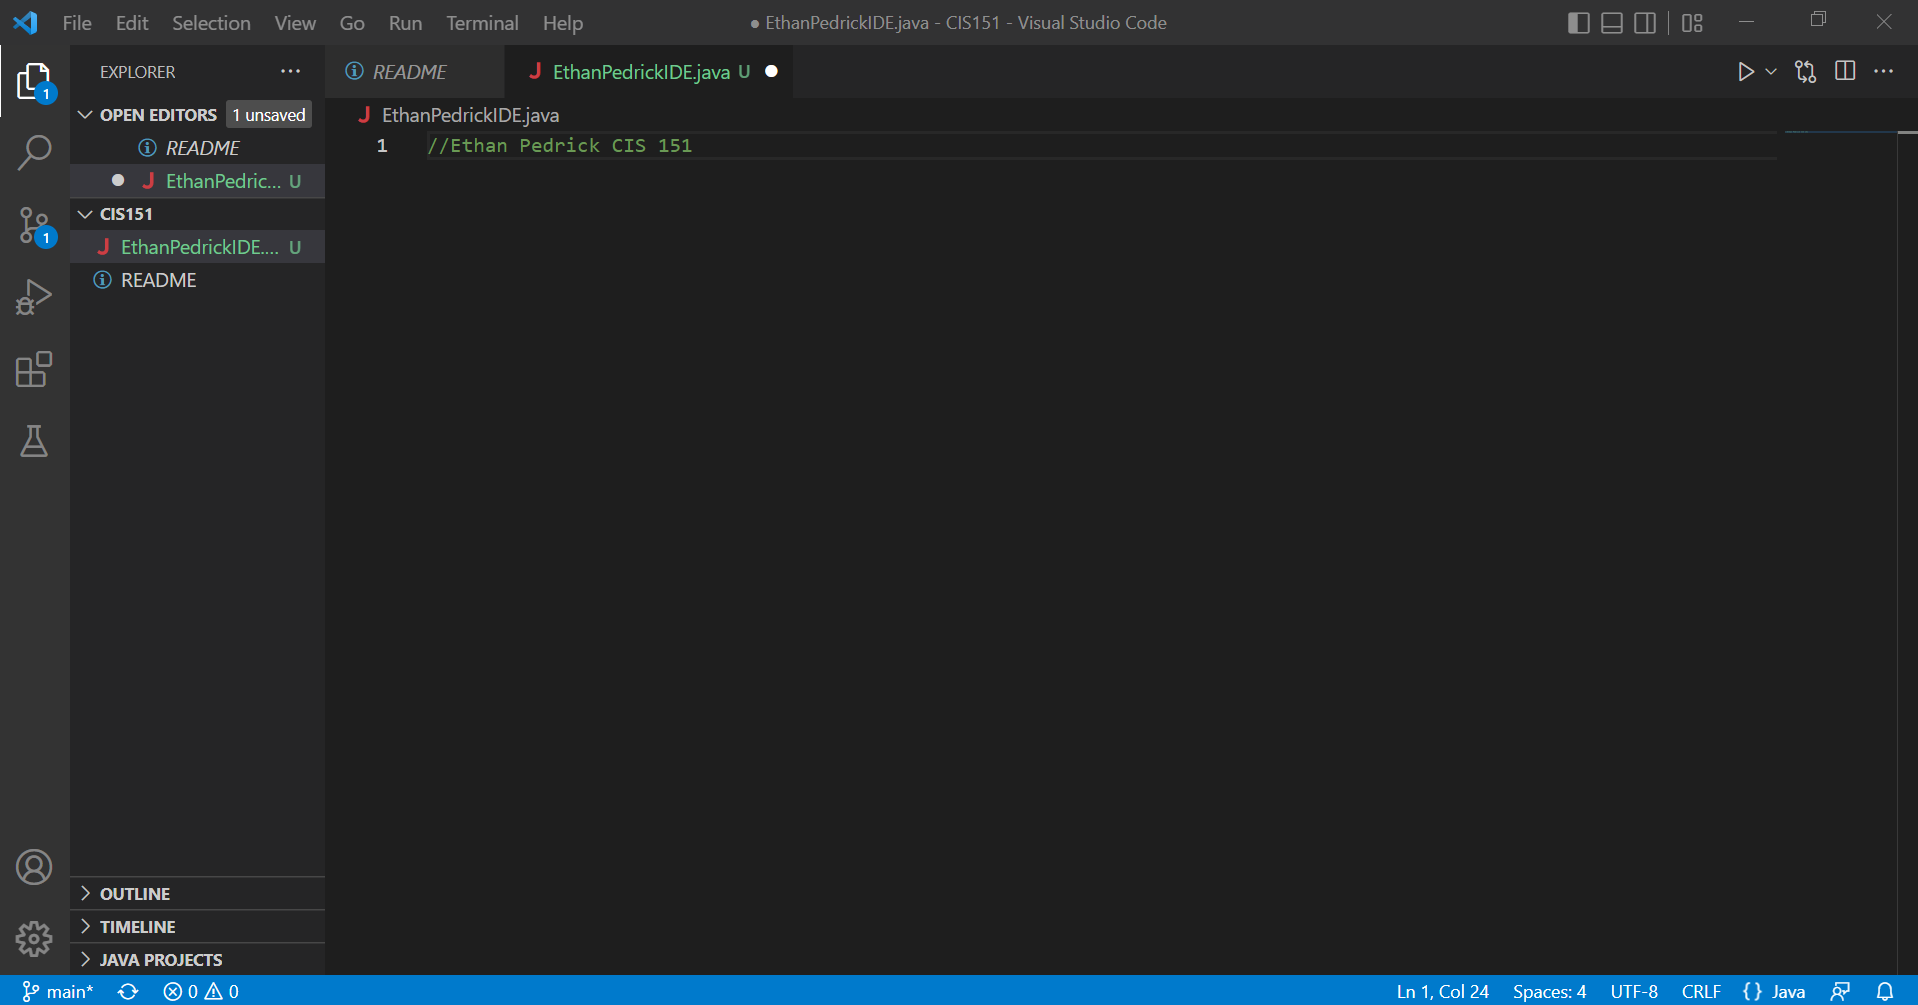 File Edit Selection View Go Run Terminal Help
● EthanPedrickIDE.java - CIS151 - Visual Studio Code
EXPLORER
1
OPEN EDITORS 1 unsaved
README
EthanPedric... U
CIS151
EthanPedrickIDE.... U
README
1
README
J EthanPedrickIDE.java U
J EthanPedrickIDE.java
1 //Ethan Pedrick CIS 151
OUTLINE
TIMELINE
JAVA PROJECTS
main* 0 0
Ln 1, Col 24 Spaces: 4 UTF-8 CRLF {} Java